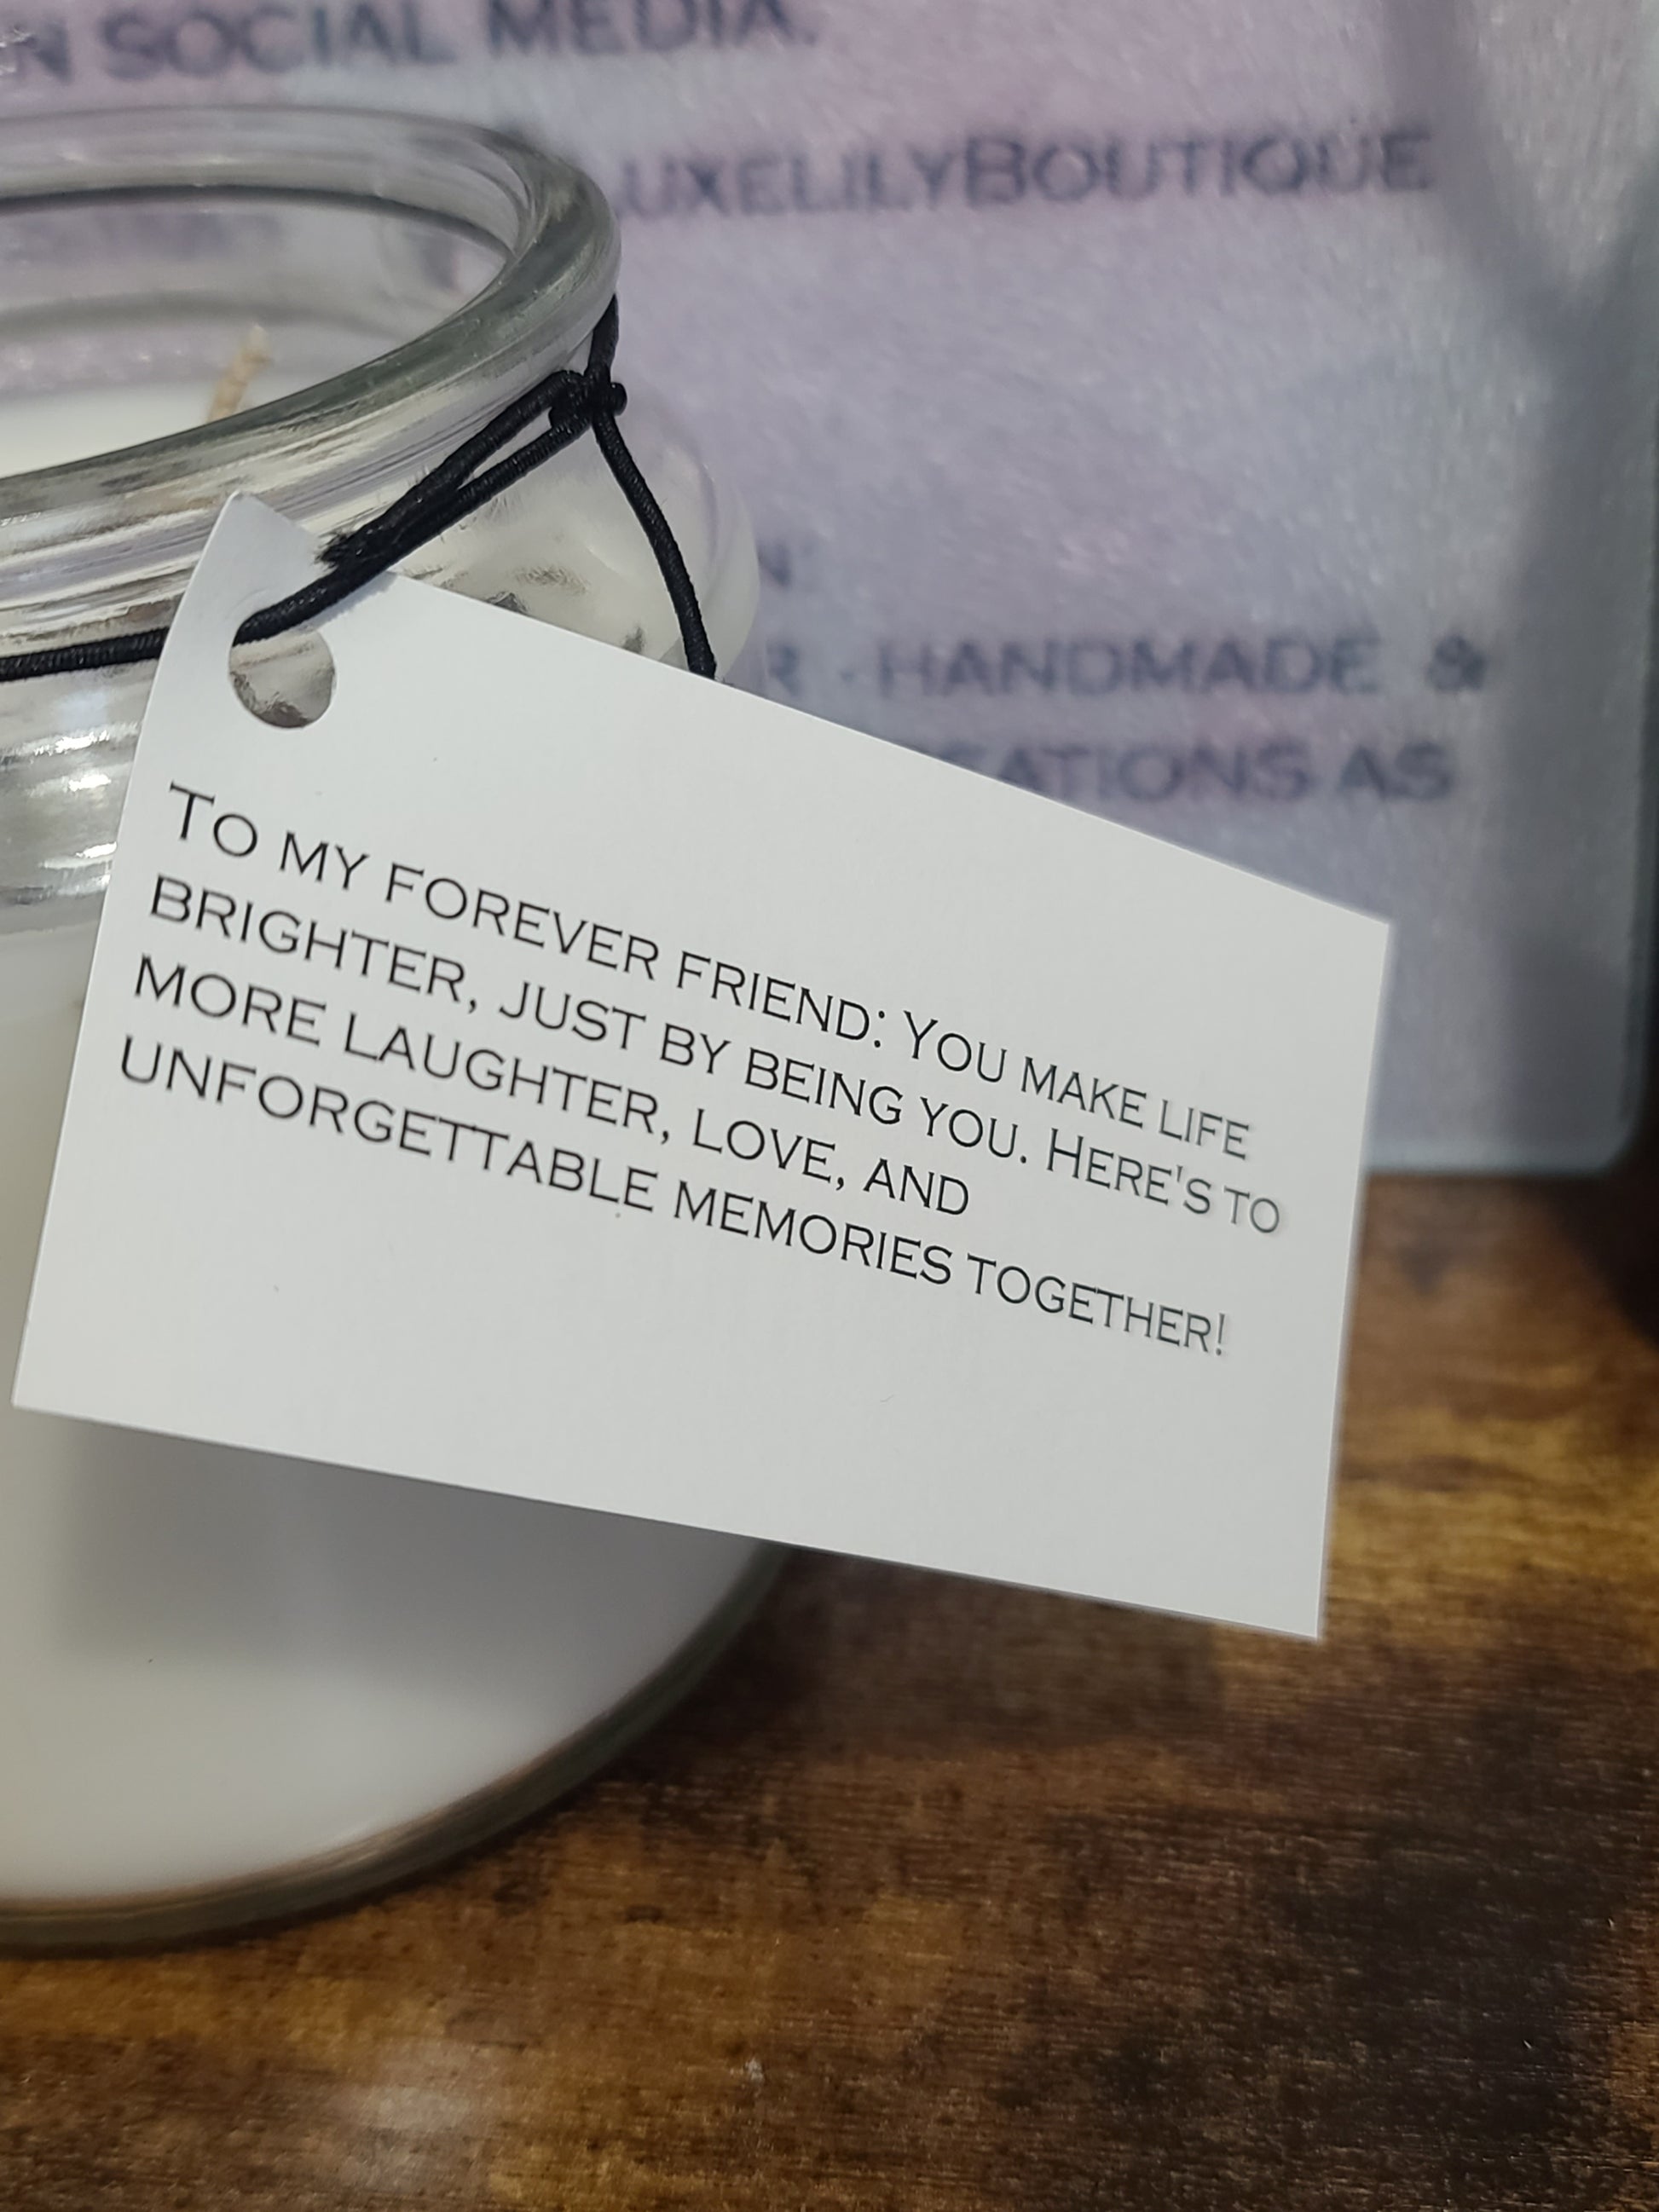 SOCIAL MEDIA.
UXELILYBOUTIQUE
R - HANDMADE &
ATIONS AS
To my forever friend: You make life
brighter, just by being you. Here's to
more laughter, love, and
unforgettable memories together!